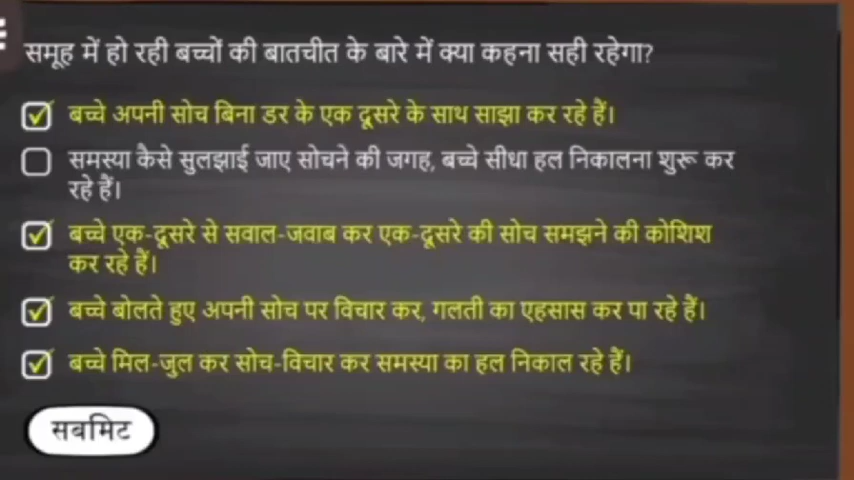 समूह में हो रही बच्चों की बातचीत के बारे में क्या कहना सही रहेगा?
बच्चे अपनी सोच बिना डर के एक दूसरे के साथ साझा कर रहे हैं।
समस्या कैसे सुलझाई जाए सोचने की जगह, बच्चे सीधा हल निकालना शुरू कर
रहे हैं।
बच्चे एक-दूसरे से सवाल-जवाब कर एक-दूसरे की सोच समझने की कोशिश
कर रहे हैं।
बच्चे बोलते हुए अपनी सोच पर विचार कर, गलती का एहसास कर पा रहे हैं।
बच्चे मिल-जुल कर सोच-विचार कर समस्या का हल निकाल रहे हैं।
सबमिट